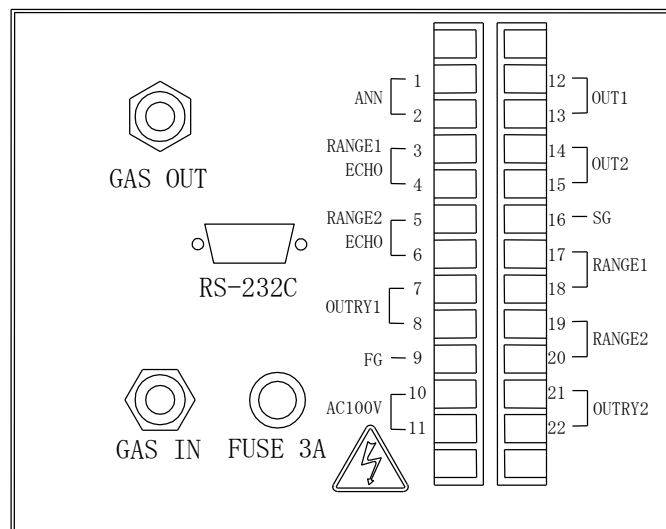 GAS OUT
RS-232C
GAS IN
FUSE 3A
ANN
1
2
RANGE1
ECHO
3
4
RANGE2
ECHO
5
6
OUTRY1
7
8
FG
9
AC100V
10
11
12
13
OUT1
14
15
OUT2
16
SG
17
18
RANGE1
19
20
RANGE2
21
22
OUTRY2